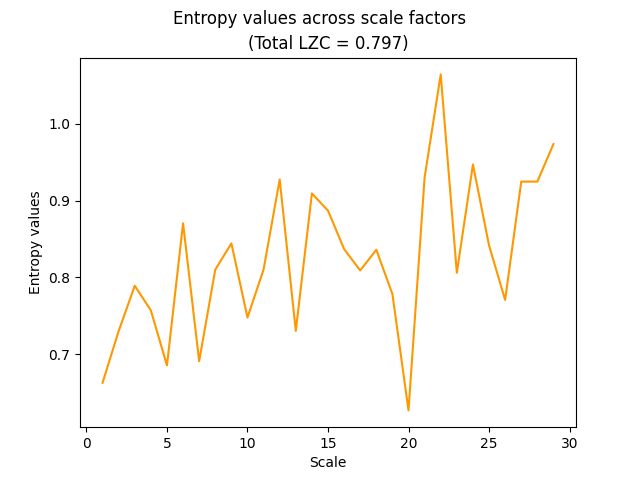 Entropy values across scale factors
(Total LZC = 0.797)
1.0
0.9
0.8
0.7
Entropy values
0 5 10 15 20 25 30
Scale